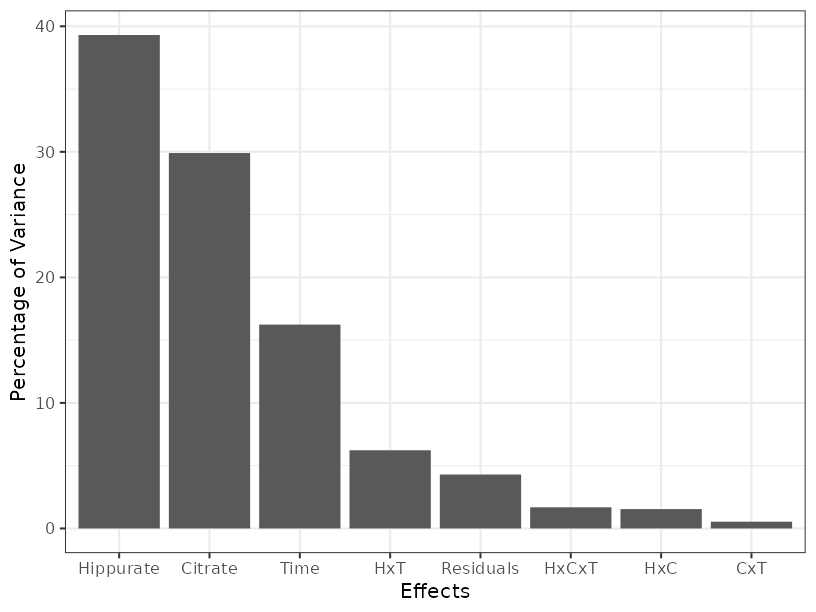 40
30
20
10
0
Percentage of Variance
Hippurate Citrate Time HxT Residuals HxCxT HxC CxT
Effects